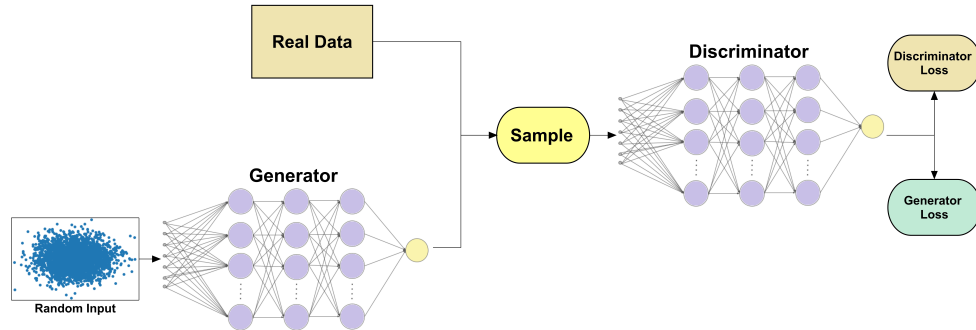 Real Data
Discriminator
Discriminator
Loss
Sample
Generator
Generator
Loss
Random Input